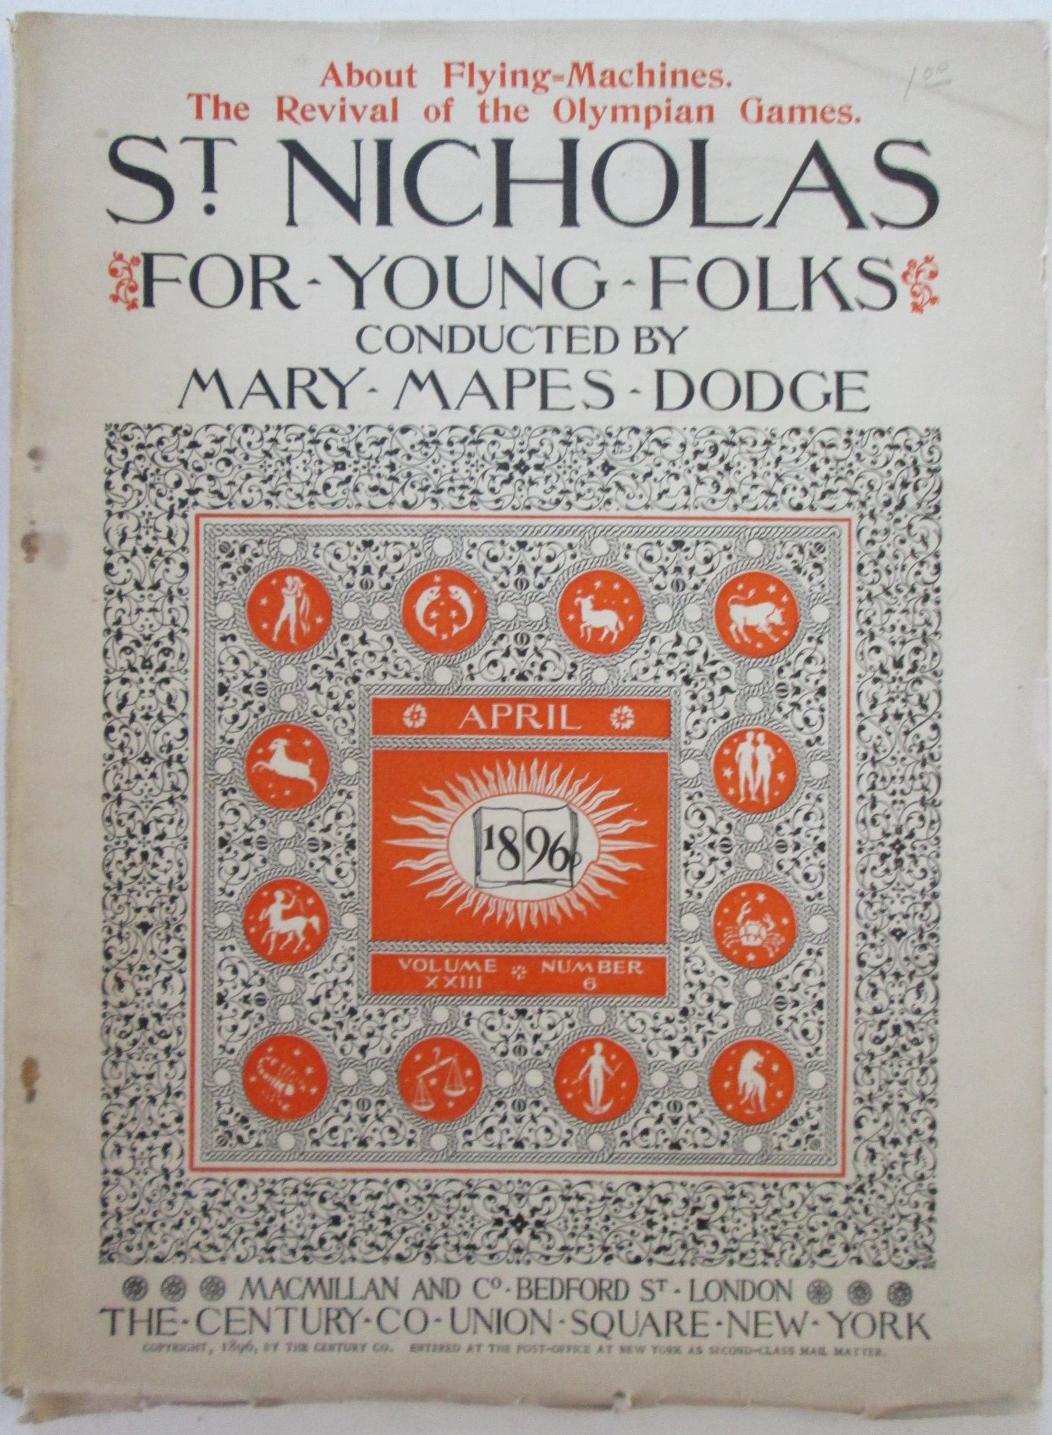 1⁰⁰
About Flying-Machines.
The Revival of the Olympian Games.
ST. NICHOLAS
FOR-YOUNG-FOLKS
CONDUCTED BY
MARY-MAPES-DODGE
APRIL
1896
VOLUME NUMBER
XXIII 6
MACMILLAN AND Cº·BEDFORD ST·LONDON
THE·CENTURY·CO·UNION·SQUARE·NEW·YORK
COPYRIGHT, 1896, BY THE CENTURY CO. ENTERED AT THE POST-OFFICE AT NEW YORK AS SECOND-CLASS MAIL MATTER.